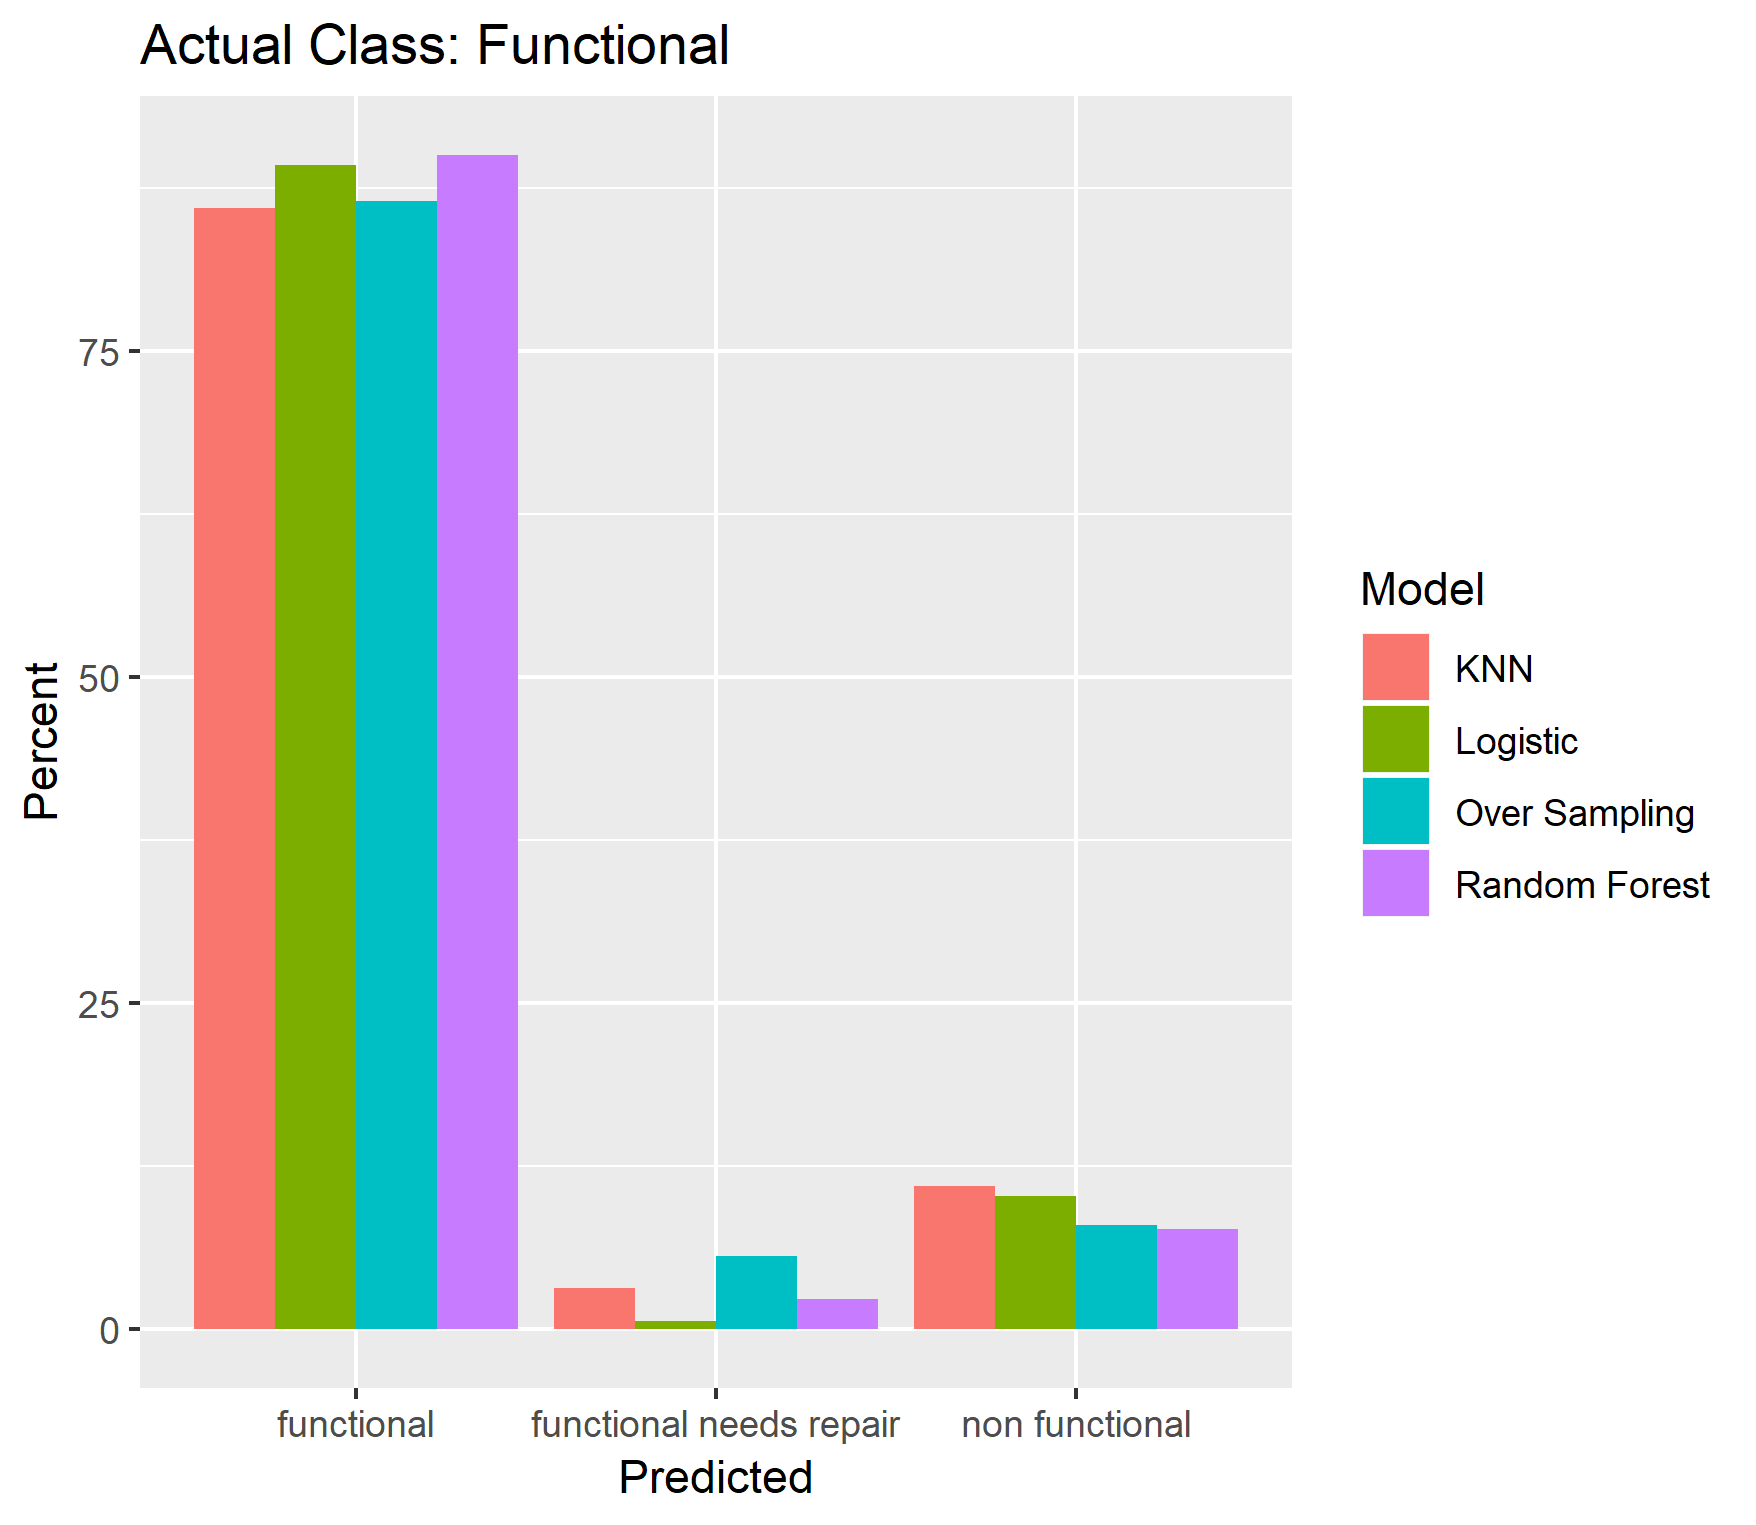 Actual Class: Functional
Percent
75
50
25
0
functional
functional needs repair
non functional
Predicted
Model
KNN
Logistic
Over Sampling
Random Forest